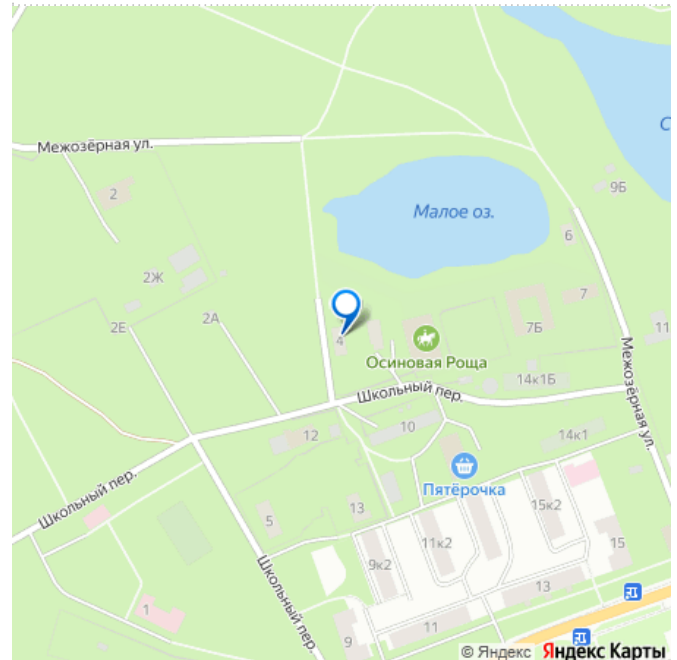 Межозёрная ул.
2
С
9Б
Малое оз.
6
2Ж
7
2Е
2А
4
7Б
11
Осиновая Роща
14к1Б
Школьный пер.
Межозёрная ул.
12
10
14к1
Школьный пер.
Пятёрочка
5
13
15к2
11к2
15
9к2
Школьный пер.
13
1
11
9
© Яндекс Яндекс Карты